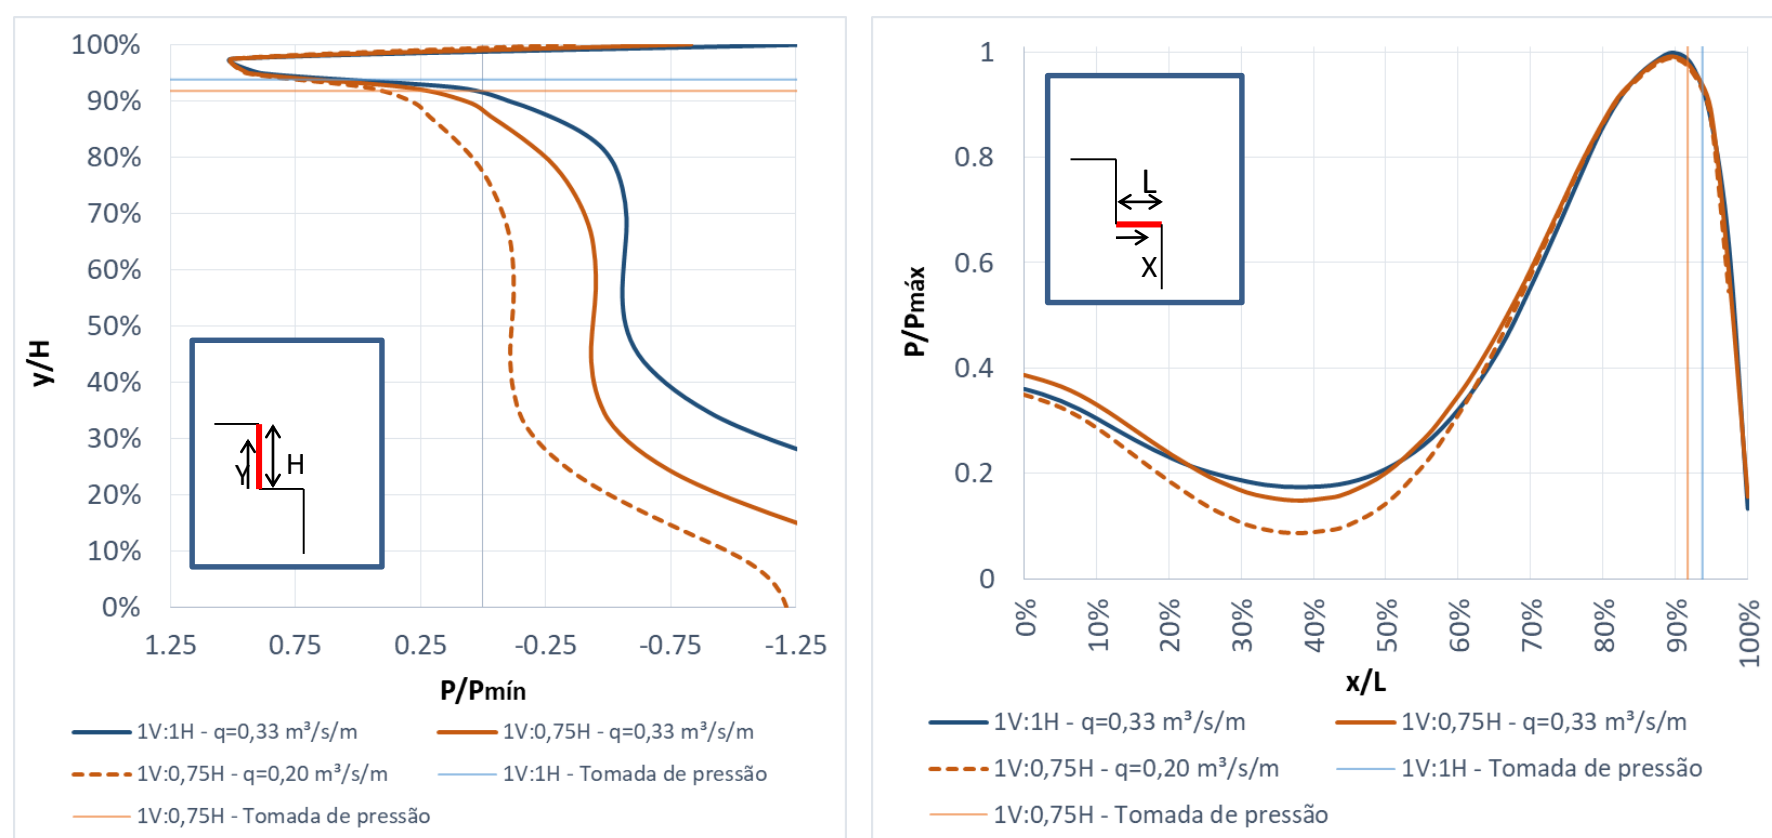 100%
90%
80%
70%
60%
50%
40%
30%
20%
10%
0%
y/H
Y
H
1.25 0.75 0.25 -0.25 -0.75 -1.25
P/Pmín
1V:1H - q=0,33 m³/s/m
1V:0,75H - q=0,33 m³/s/m
1V:0,75H - q=0,20 m³/s/m
1V:1H - Tomada de pressão
1V:0,75H - Tomada de pressão
1
0.8
0.6
0.4
0.2
0
P/Pmáx
L
X
0% 10% 20% 30% 40% 50% 60% 70% 80% 90% 100%
x/L
1V:1H - q=0,33 m³/s/m
1V:0,75H - q=0,33 m³/s/m
1V:0,75H - q=0,20 m³/s/m
1V:1H - Tomada de pressão
1V:0,75H - Tomada de pressão